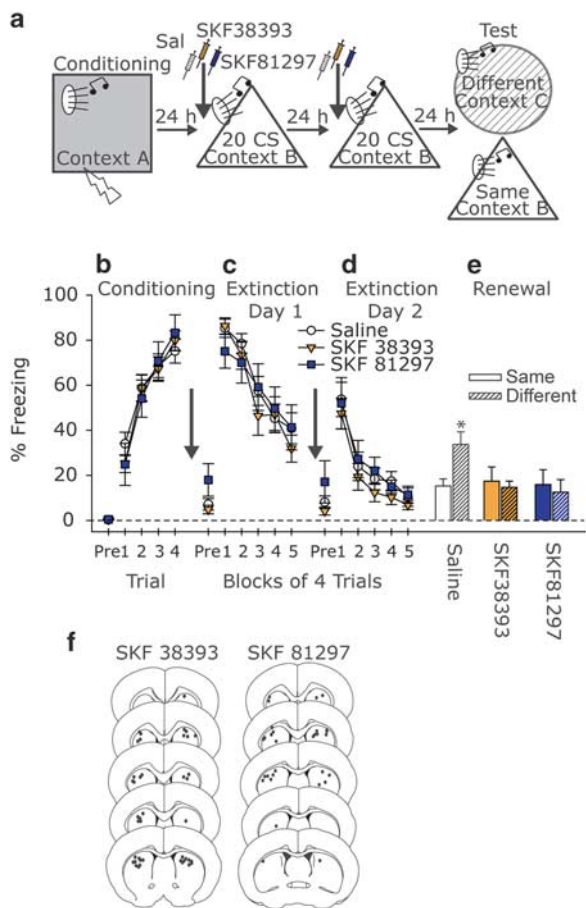 a
SKF38393
Sal
SKF81297
Test
Conditioning
Context A
24 h
20 CS
Context B
24 h
20 CS
Context B
24 h
Different
Context C
Same
Context B
b c d e
Conditioning
Extinction
Day 1
Extinction
Day 2
Renewal
Saline
SKF 38393
SKF 81297
Same
Different
*
% Freezing
100
80
60
40
20
0
Pre1 2 3 4
Pre1 2 3 4 5
Pre1 2 3 4 5
Trial
Blocks of 4 Trials
Saline
SKF38393
SKF81297
f
SKF 38393
SKF 81297